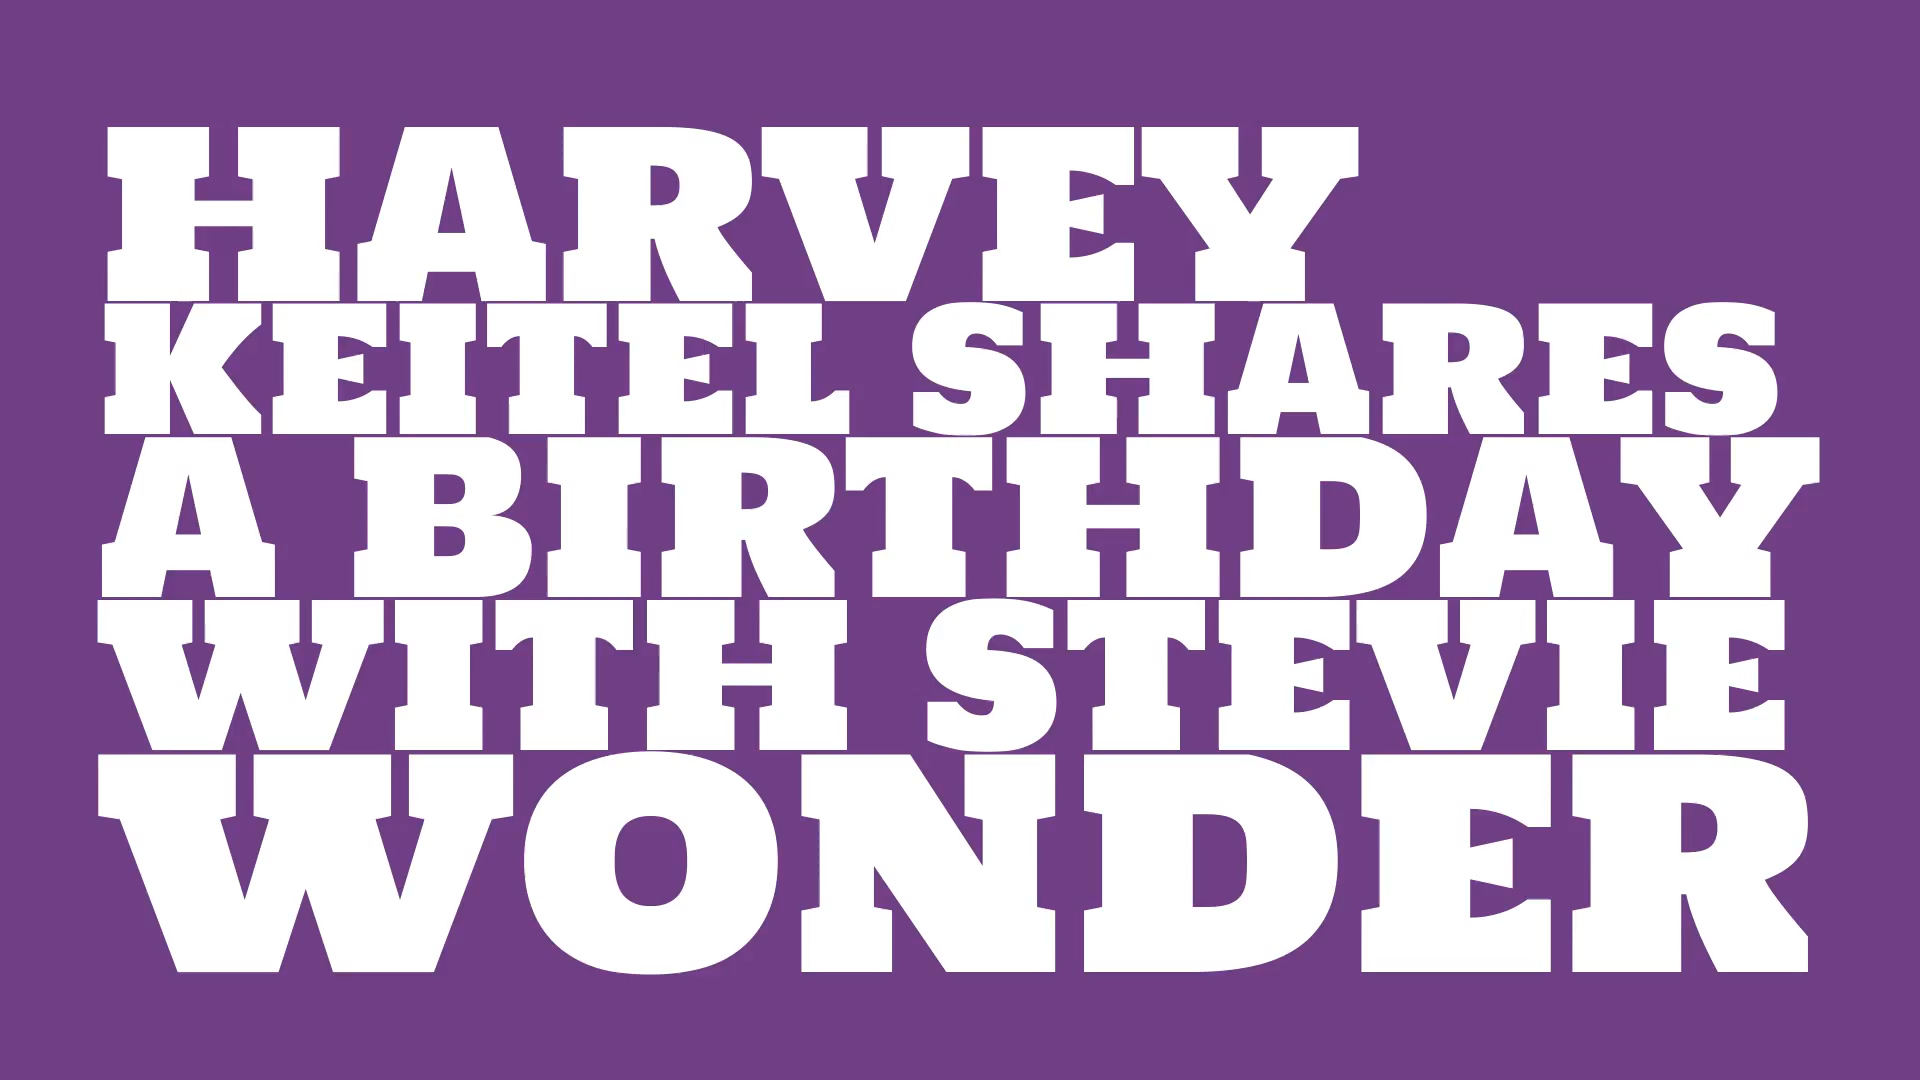 HARVEY
KEITEL SHARES
A BIRTHDAY
WITH STEVIE
WONDER